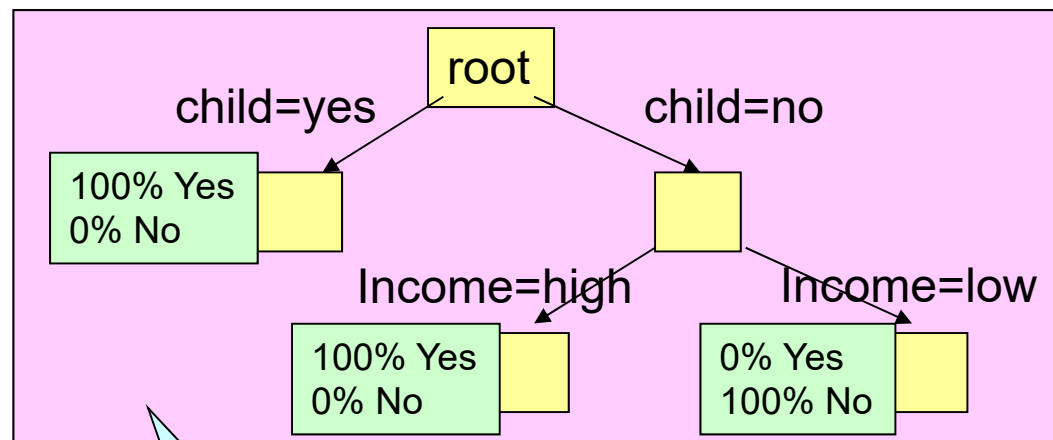 root
child=yes
child=no
100% Yes
0% No
Income=high
Income=low
100% Yes
0% No
0% Yes
100% No